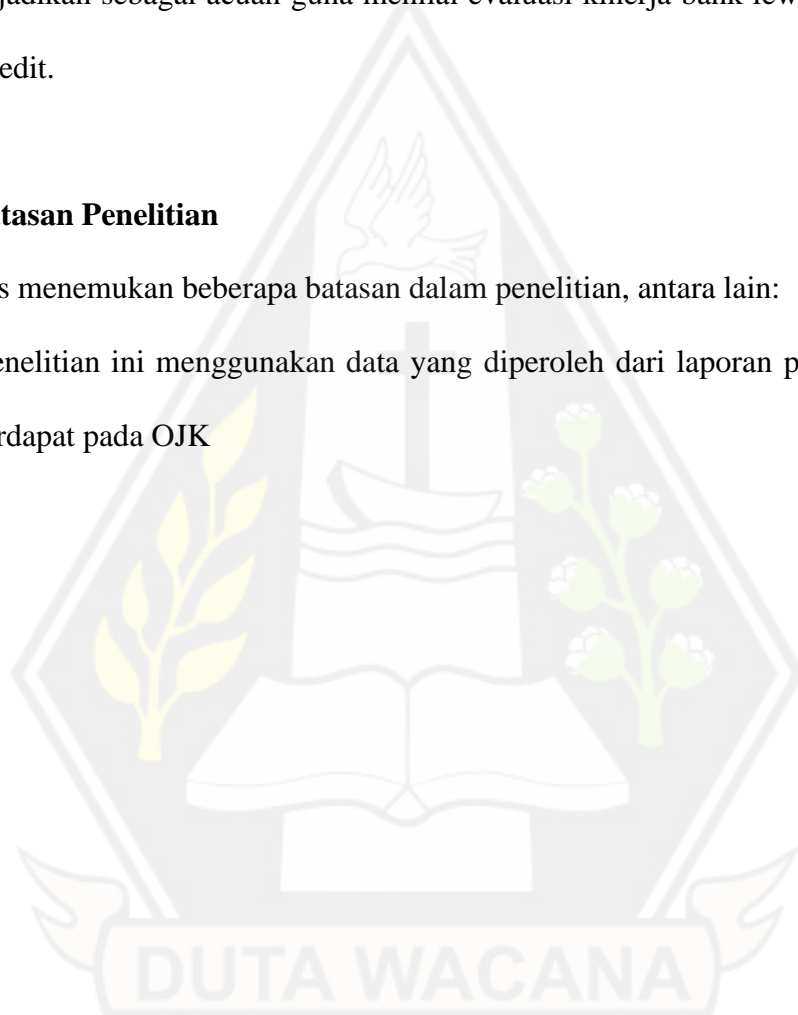 jadikan sebagai acuan guna menilai evaluasi kinerja bank lew
edit.
tasan Penelitian
s menemukan beberapa batasan dalam penelitian, antara lain:
enelitian ini menggunakan data yang diperoleh dari laporan p
rdapat pada OJK
DUTA WACANA